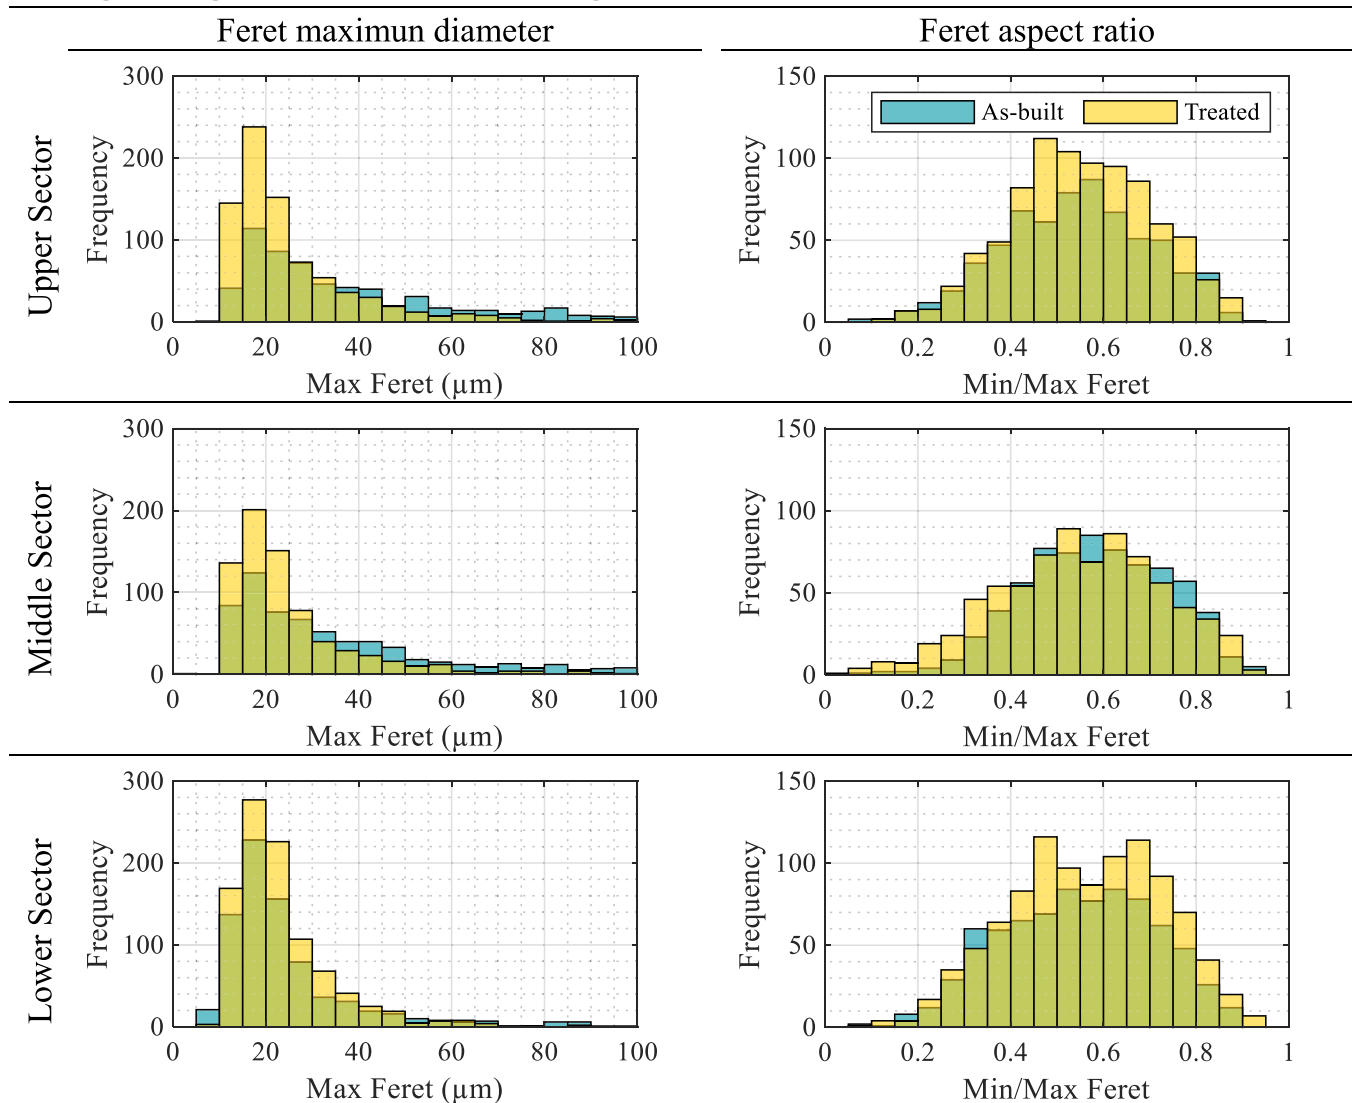 Feret maximun diameter
Feret aspect ratio
Upper Sector
Frequency
300
200
100
0
0 20 40 60 80 100
Max Feret (µm)
Frequency
150
100
50
0
As-built Treated
0 0.2 0.4 0.6 0.8 1
Min/Max Feret
Middle Sector
Frequency
300
200
100
0
0 20 40 60 80 100
Max Feret (µm)
Frequency
150
100
50
0
0 0.2 0.4 0.6 0.8 1
Min/Max Feret
Lower Sector
Frequency
300
200
100
0
0 20 40 60 80 100
Max Feret (µm)
Frequency
150
100
50
0
0 0.2 0.4 0.6 0.8 1
Min/Max Feret